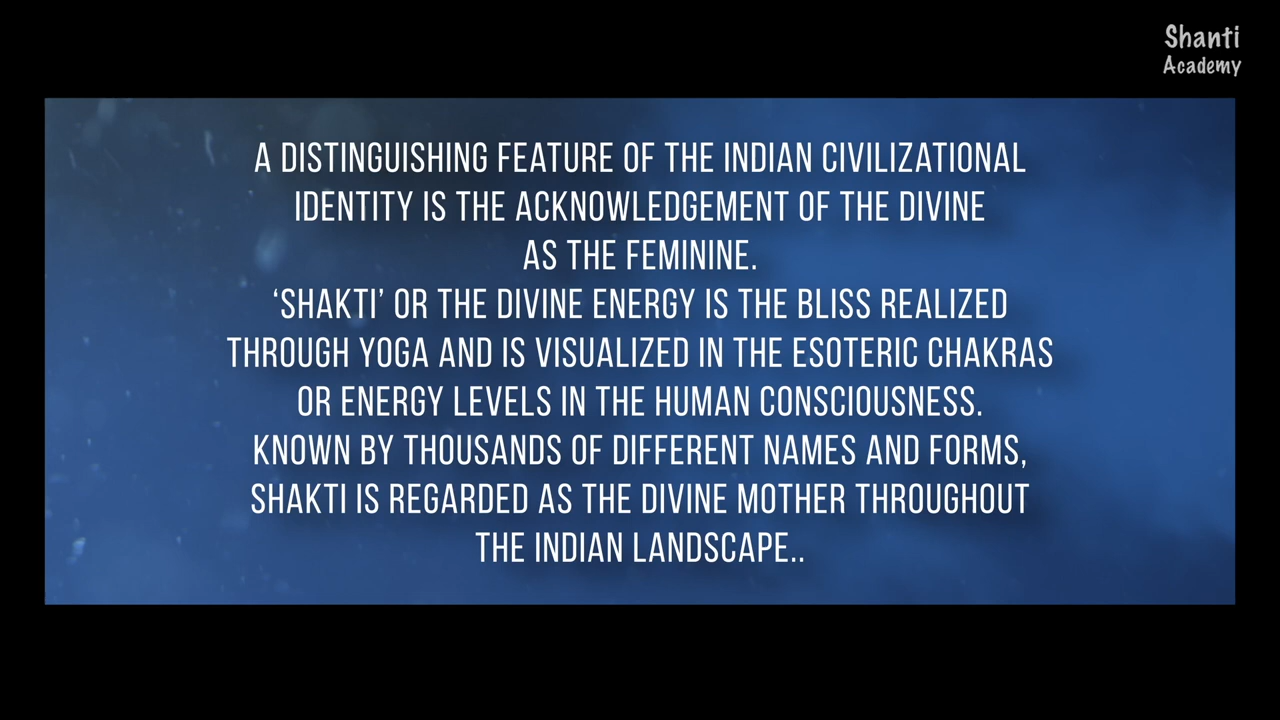 Shanti
Academy
A DISTINGUISHING FEATURE OF THE INDIAN CIVILIZATIONAL
IDENTITY IS THE ACKNOWLEDGEMENT OF THE DIVINE
AS THE FEMININE.
‘SHAKTI’ OR THE DIVINE ENERGY IS THE BLISS REALIZED
THROUGH YOGA AND IS VISUALIZED IN THE ESOTERIC CHAKRAS
OR ENERGY LEVELS IN THE HUMAN CONSCIOUSNESS.
KNOWN BY THOUSANDS OF DIFFERENT NAMES AND FORMS,
SHAKTI IS REGARDED AS THE DIVINE MOTHER THROUGHOUT
THE INDIAN LANDSCAPE..